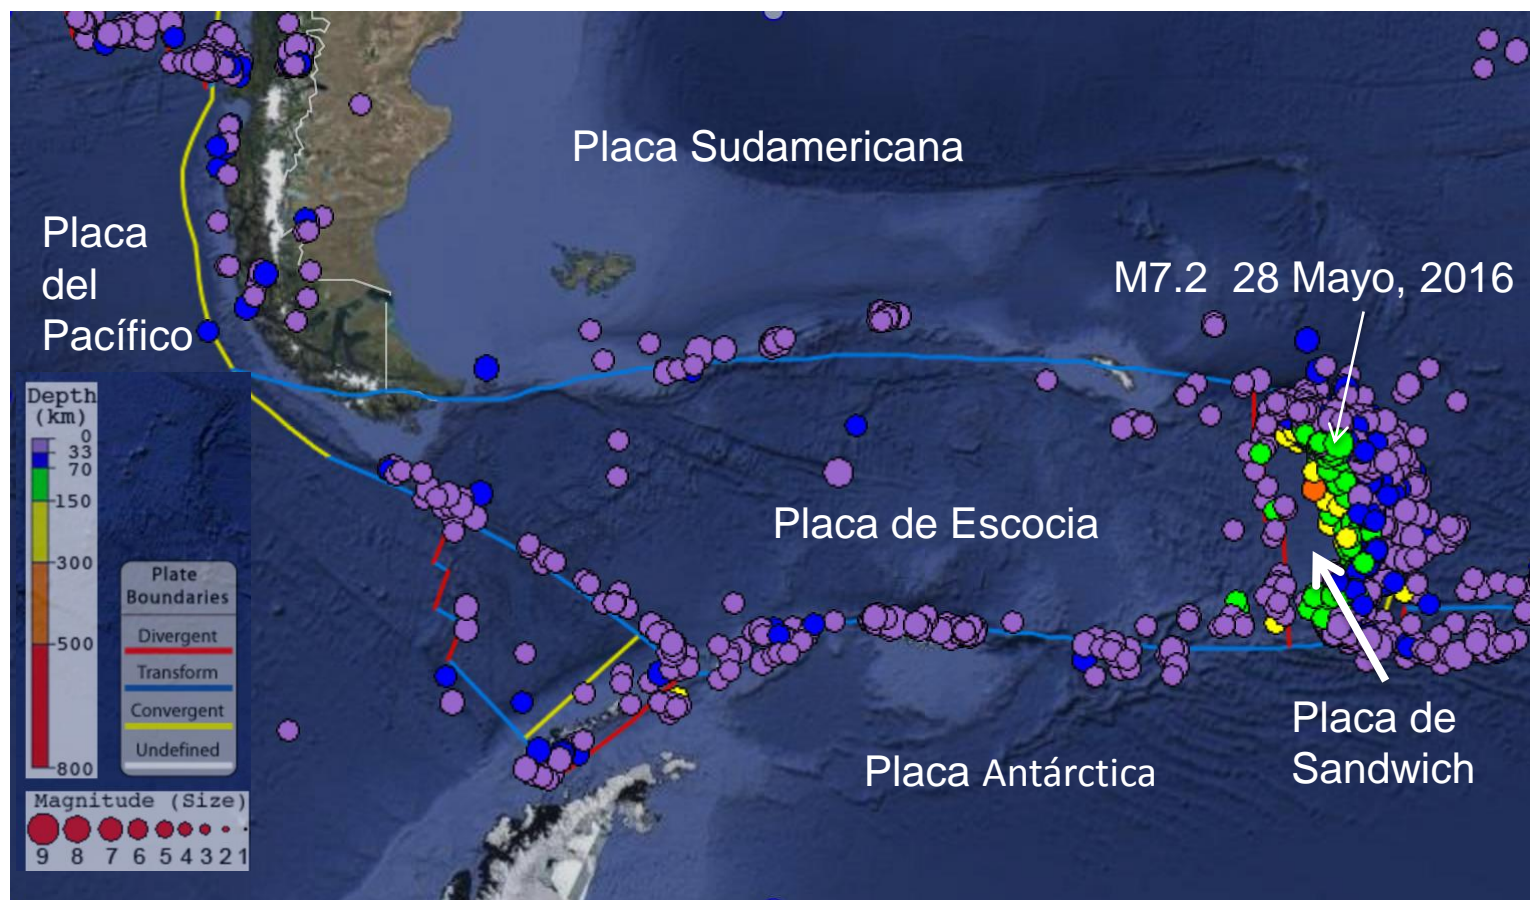 Placa Sudamericana
Placa
del
Pacífico
M7.2 28 Mayo, 2016
Depth
(km)
0
33
70
150
300
500
800
Plate
Boundaries
Divergent
Transform
Convergent
Undefined
Placa de Escocia
Placa de
Sandwich
Placa Antárctica
Magnitude (Size)
9 8 7 6 5 4 3 2 1